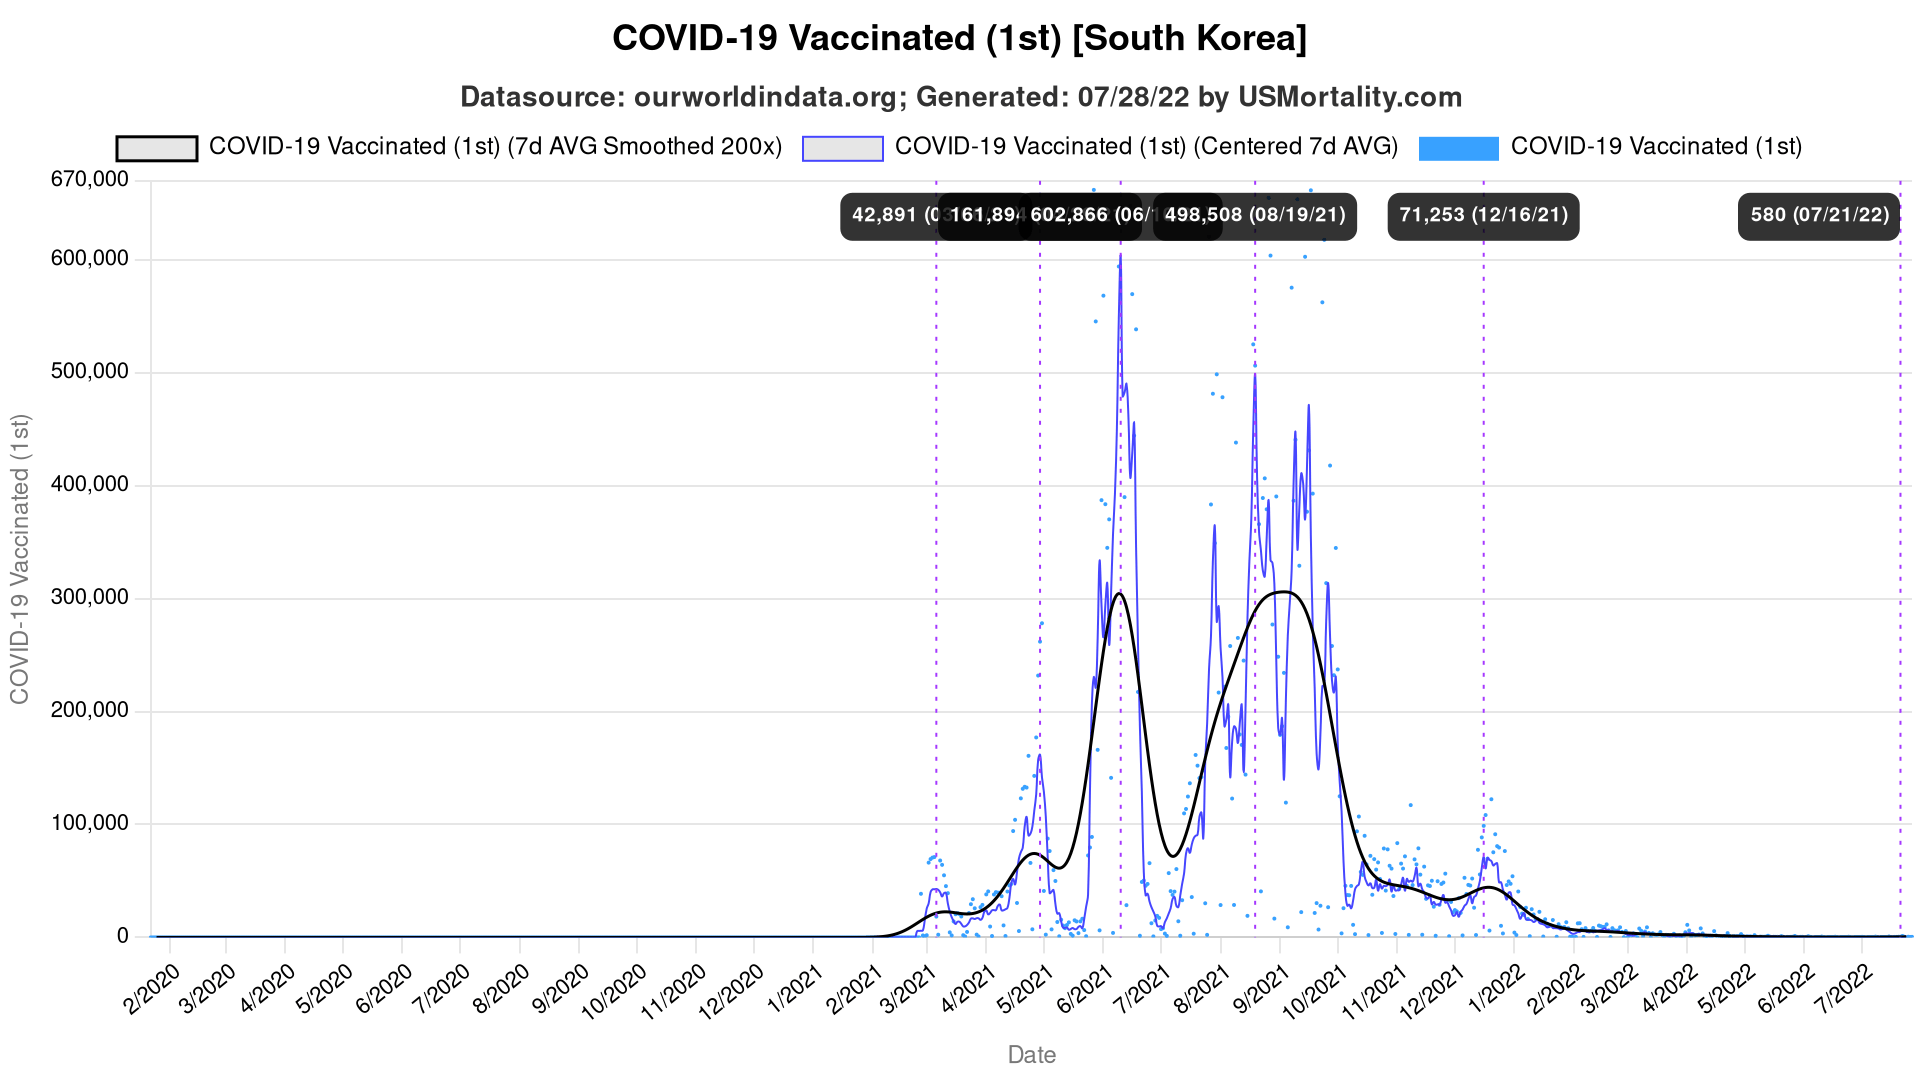 COVID-19 Vaccinated (1st) [South Korea]
Datasource: ourworldindata.org; Generated: 07/28/22 by USMortality.com
COVID-19 Vaccinated (1st) (7d AVG Smoothed 200x) COVID-19 Vaccinated (1st) (Centered 7d AVG) COVID-19 Vaccinated (1st)
670,000
42,891 161,894 602,866 498,508 (08/19/21) 71,253 (12/16/21) 580 (07/21/22)
600,000
500,000
400,000
300,000
200,000
100,000
0
COVID-19 Vaccinated (1st)
2/2020 3/2020 4/2020 5/2020 6/2020 7/2020 8/2020 9/2020 10/2020 11/2020 12/2020 1/2021 2/2021 3/2021 4/2021 5/2021 6/2021 7/2021 8/2021 9/2021 10/2021 11/2021 12/2021 1/2022 2/2022 3/2022 4/2022 5/2022 6/2022 7/2022
Date